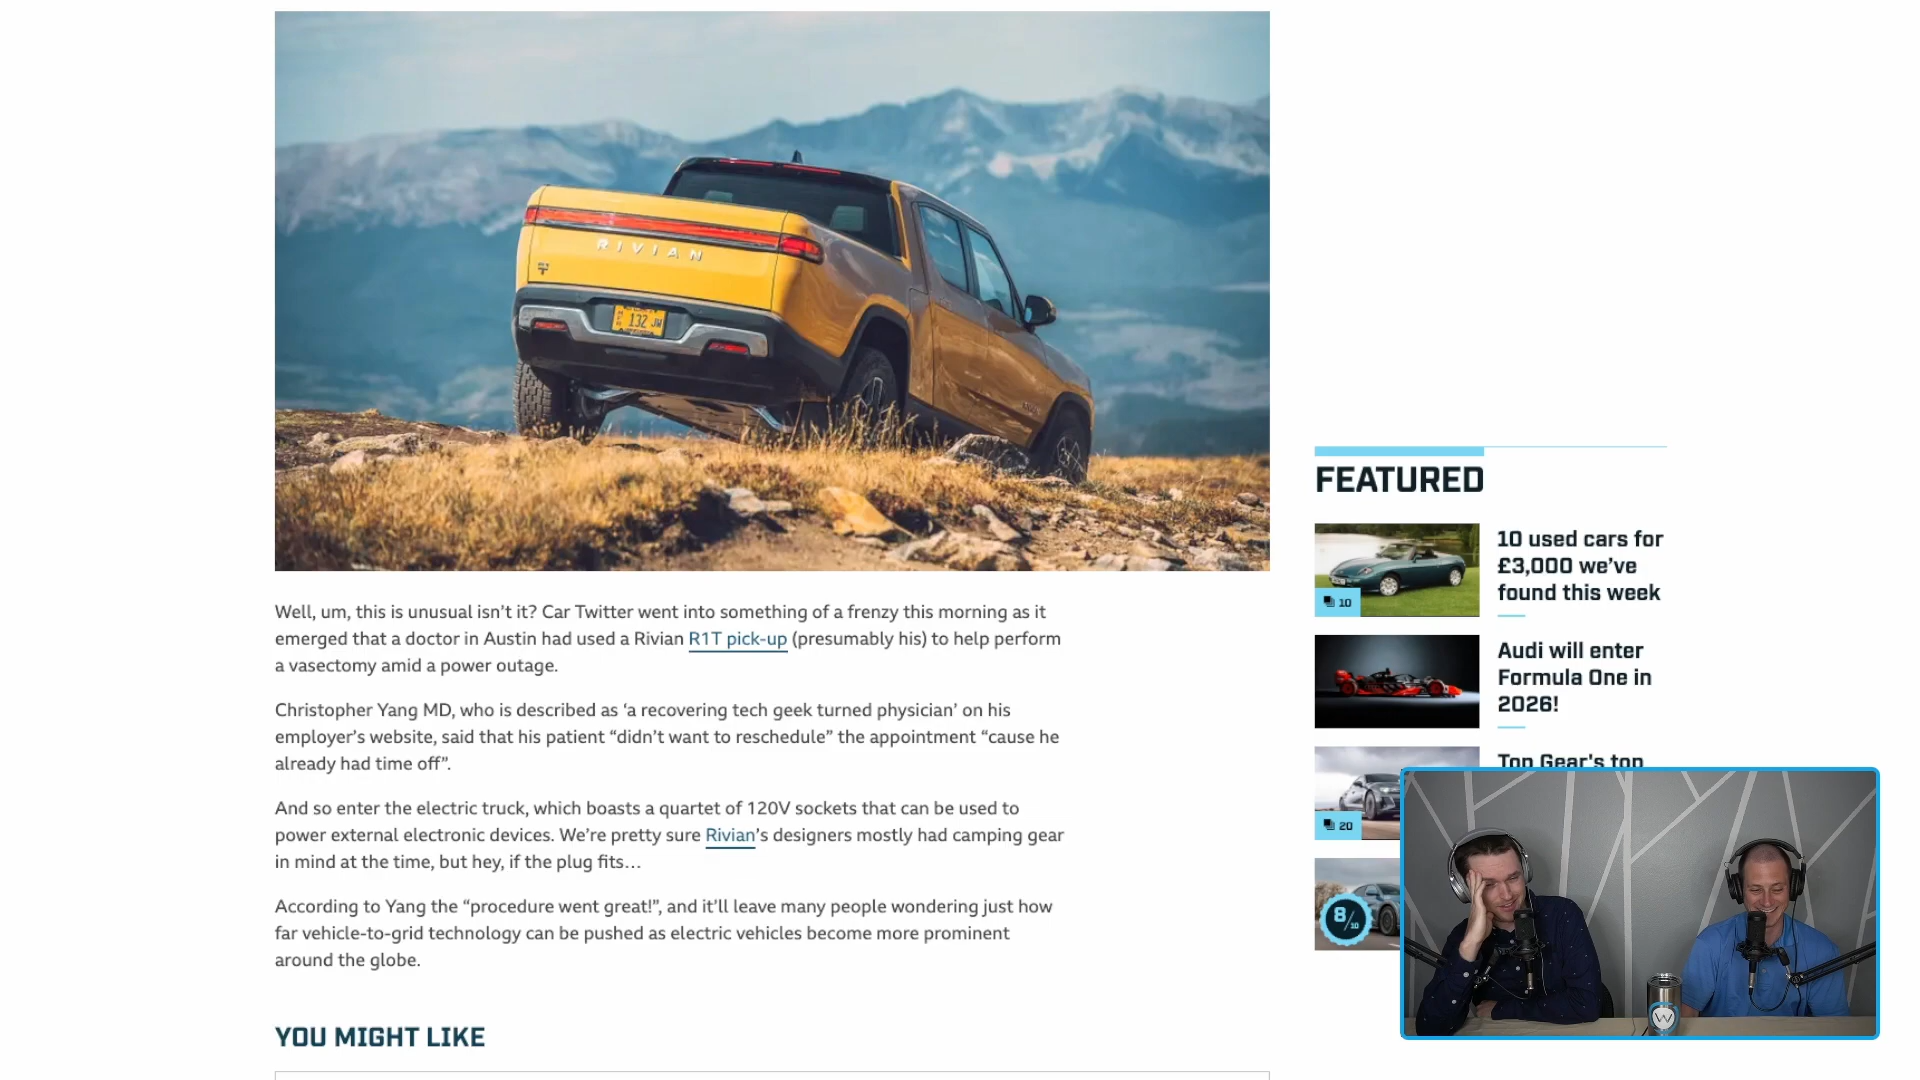 RIVIAN
132 JW
Well, um, this is unusual isn't it? Car Twitter went into something of a frenzy this morning as it
emerged that a doctor in Austin had used a Rivian R1T pick-up (presumably his) to help perform
a vasectomy amid a power outage.
Christopher Yang MD, who is described as ‘a recovering tech geek turned physician’ on his
employer's website, said that his patient “didn't want to reschedule” the appointment “cause he
already had time off”.
And so enter the electric truck, which boasts a quartet of 120V sockets that can be used to
power external electronic devices. We're pretty sure Rivian's designers mostly had camping gear
in mind at the time, but hey, if the plug fits…
According to Yang the “procedure went great!”, and it'll leave many people wondering just how
far vehicle-to-grid technology can be pushed as electric vehicles become more prominent
around the globe.
YOU MIGHT LIKE
FEATURED
10
10 used cars for
£3,000 we've
found this week
Audi will enter
Formula One in
2026!
20
Top Gear's top
8/10
W